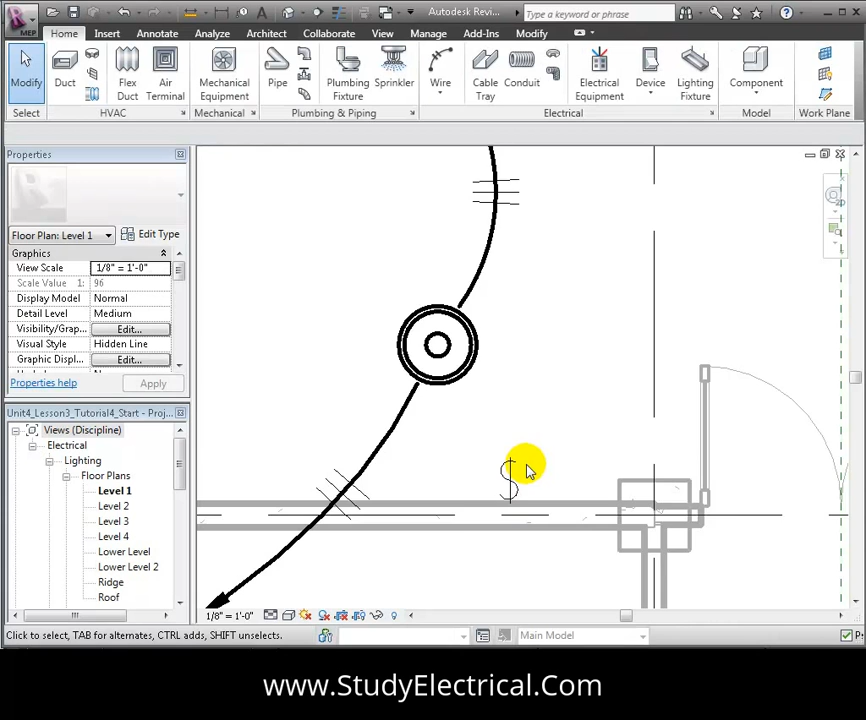 Autodesk Revi...
Type a keyword or phrase
MEP
Home
Insert
Annotate
Analyze
Architect
Collaborate
View
Manage
Add-Ins
Modify
Modify
Duct
Flex
Duct
Air
Terminal
Mechanical
Equipment
Pipe
Plumbing
Fixture
Sprinkler
Wire
Cable
Tray
Conduit
Electrical
Equipment
Device
Lighting
Fixture
Component
Select
HVAC
Mechanical
Plumbing & Piping
Electrical
Model
Work Plane
Properties
Floor Plan: Level 1
Edit Type
Graphics
View Scale
1/8" = 1'-0"
Scale Value 1:
96
Display Model
Normal
Detail Level
Medium
Visibility/Grap...
Edit...
Visual Style
Hidden Line
Graphic Displ...
Edit...
Properties help
Apply
Unit4_Lesson3_Tutorial4_Start - Proj...
Views (Discipline)
Electrical
Lighting
Floor Plans
Level 1
Level 2
Level 3
Level 4
Lower Level
Lower Level 2
Ridge
Roof
$
1/8" = 1'-0"
Click to select, TAB for alternates, CTRL adds, SHIFT unselects.
Main Model
www.StudyElectrical.Com